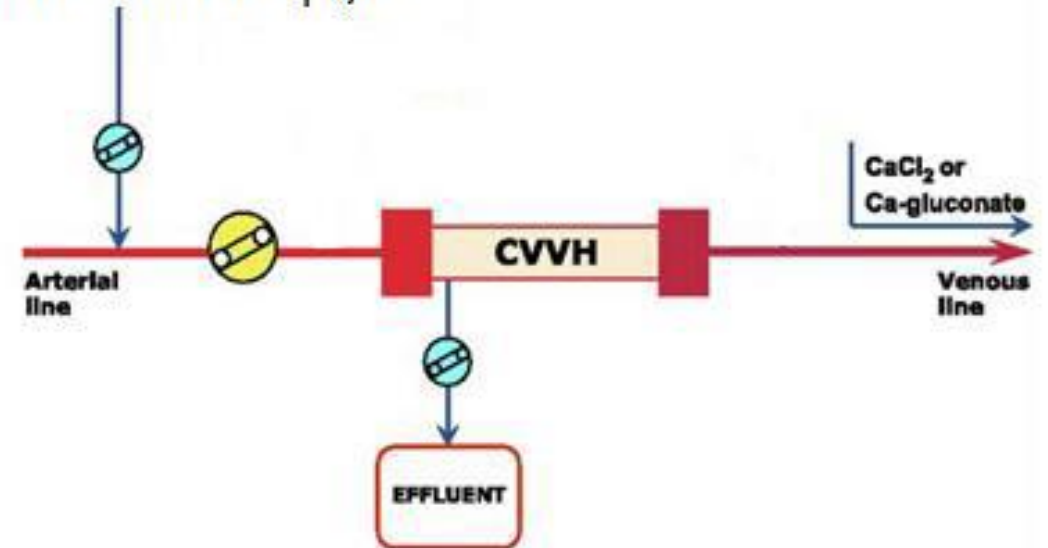 CaCl₂ or
Ca-gluconate
CVVH
Arterial
line
Venous
line
EFFLUENT